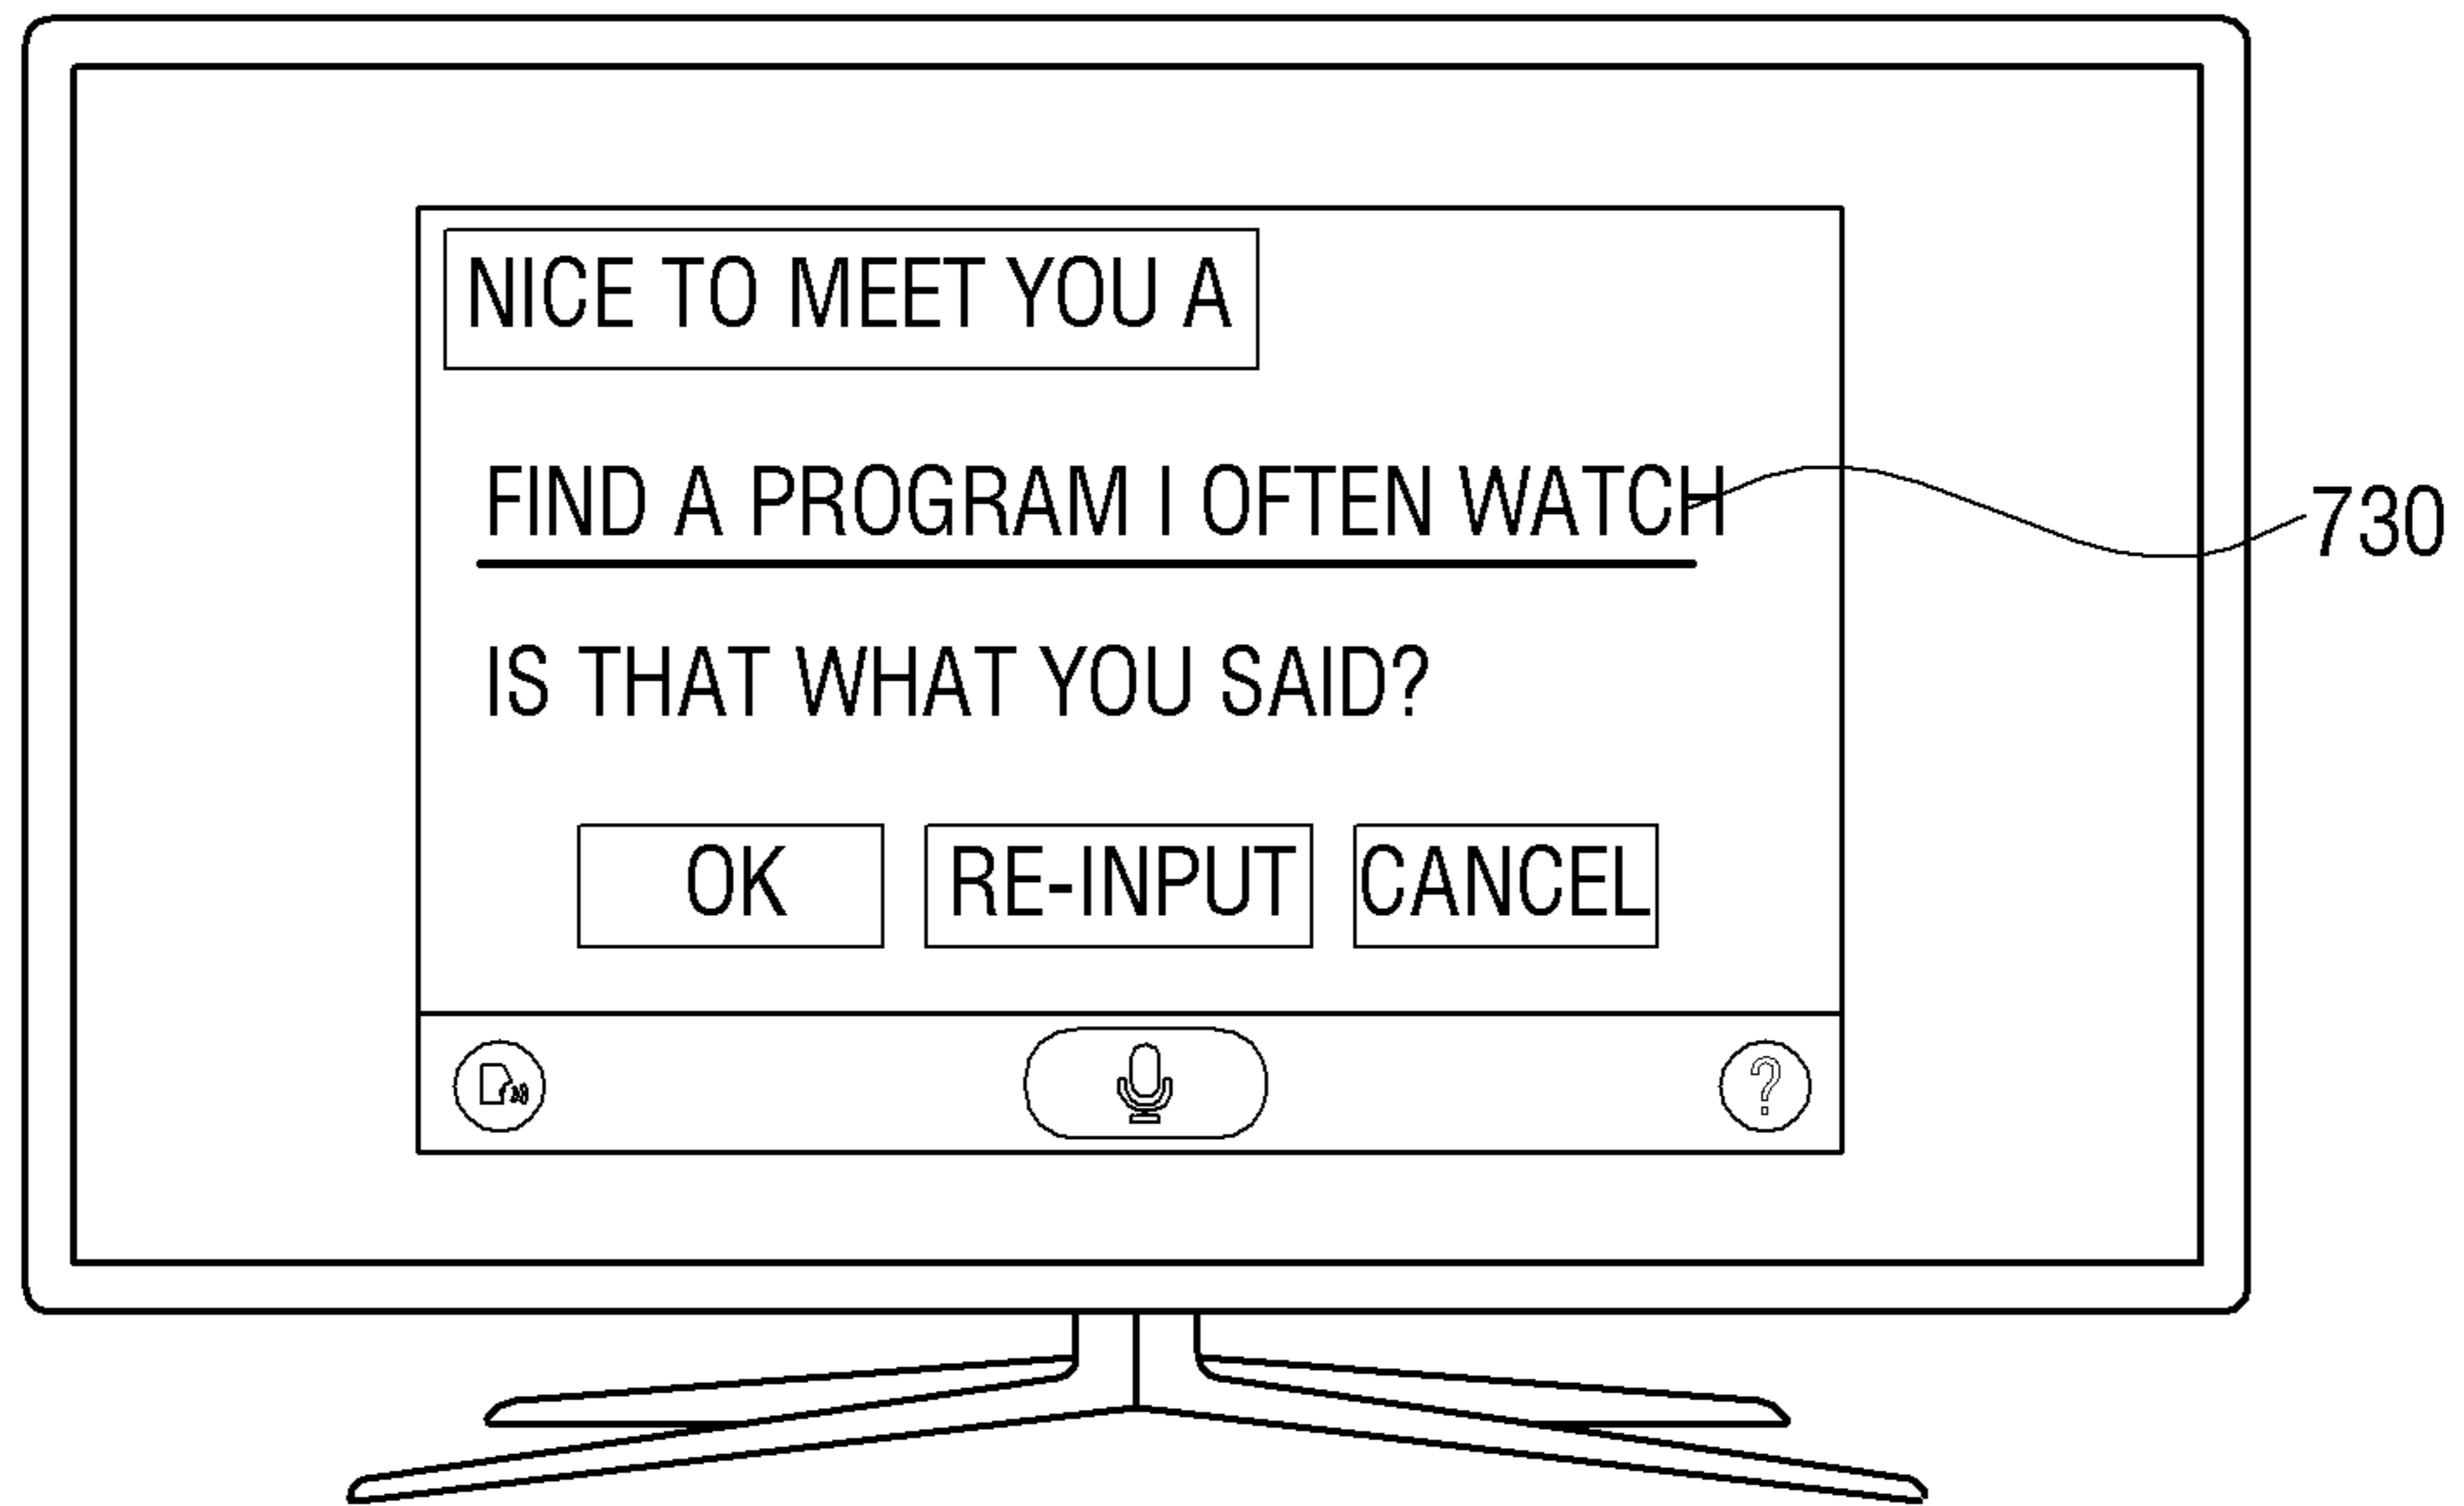 NICE TO MEET YOU A
FIND A PROGRAM I OFTEN WATCH
730
IS THAT WHAT YOU SAID?
OK RE-INPUT CANCEL
?